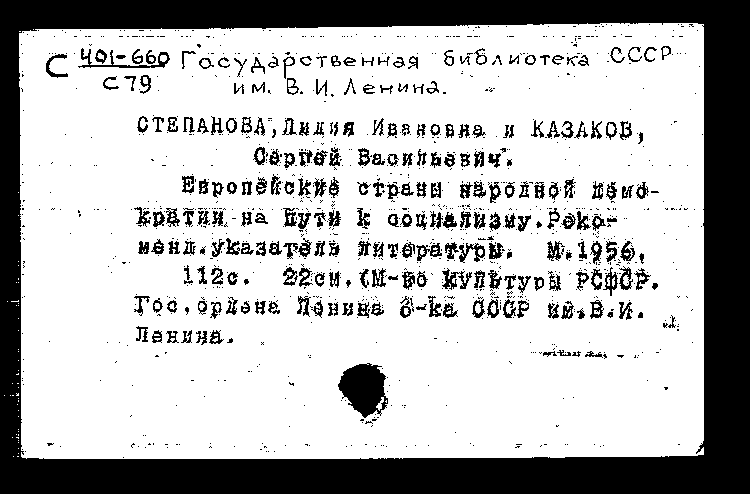 С 401-660 Государственная библиотека СССР
С 79 им. В. И. Ленина.
СТЕПАНОВА, Лидия Ивановна и КАЗАКОВ,
Сергей Васильевич.
Европейские страны народной демо-
кратии на пути к социализму. Реко-
менд. указатель литературы. М. 1956.
112с. 22см. (М-во культуры РСФСР.
Гос. ордена Ленина б-ка СССР им. В. И.
Ленина.